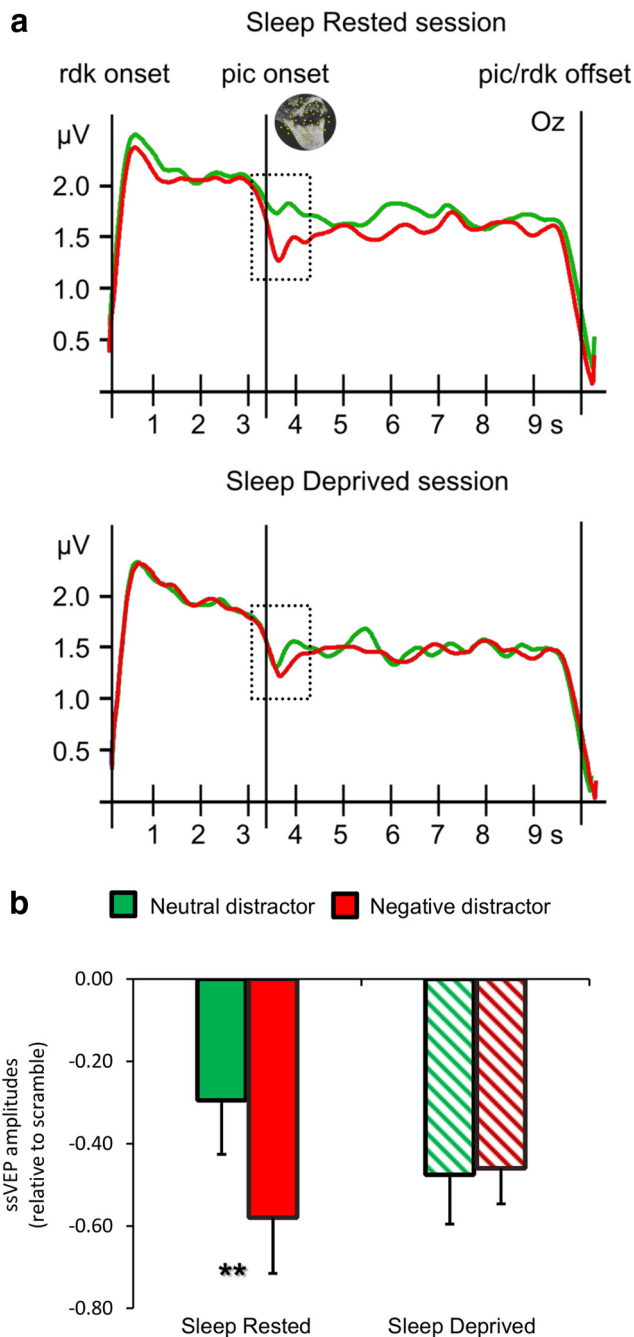 a
Sleep Rested session
rdk onset pic onset pic/rdk offset
µV Oz
2.0
1.5
1.0
0.5
1 2 3 4 5 6 7 8 9 s
Sleep Deprived session
µV
2.0
1.5
1.0
0.5
1 2 3 4 5 6 7 8 9 s
b
Neutral distractor Negative distractor
ssVEP amplitudes
(relative to scramble)
0.00
-0.20
-0.40
-0.60
-0.80
**
Sleep Rested Sleep Deprived